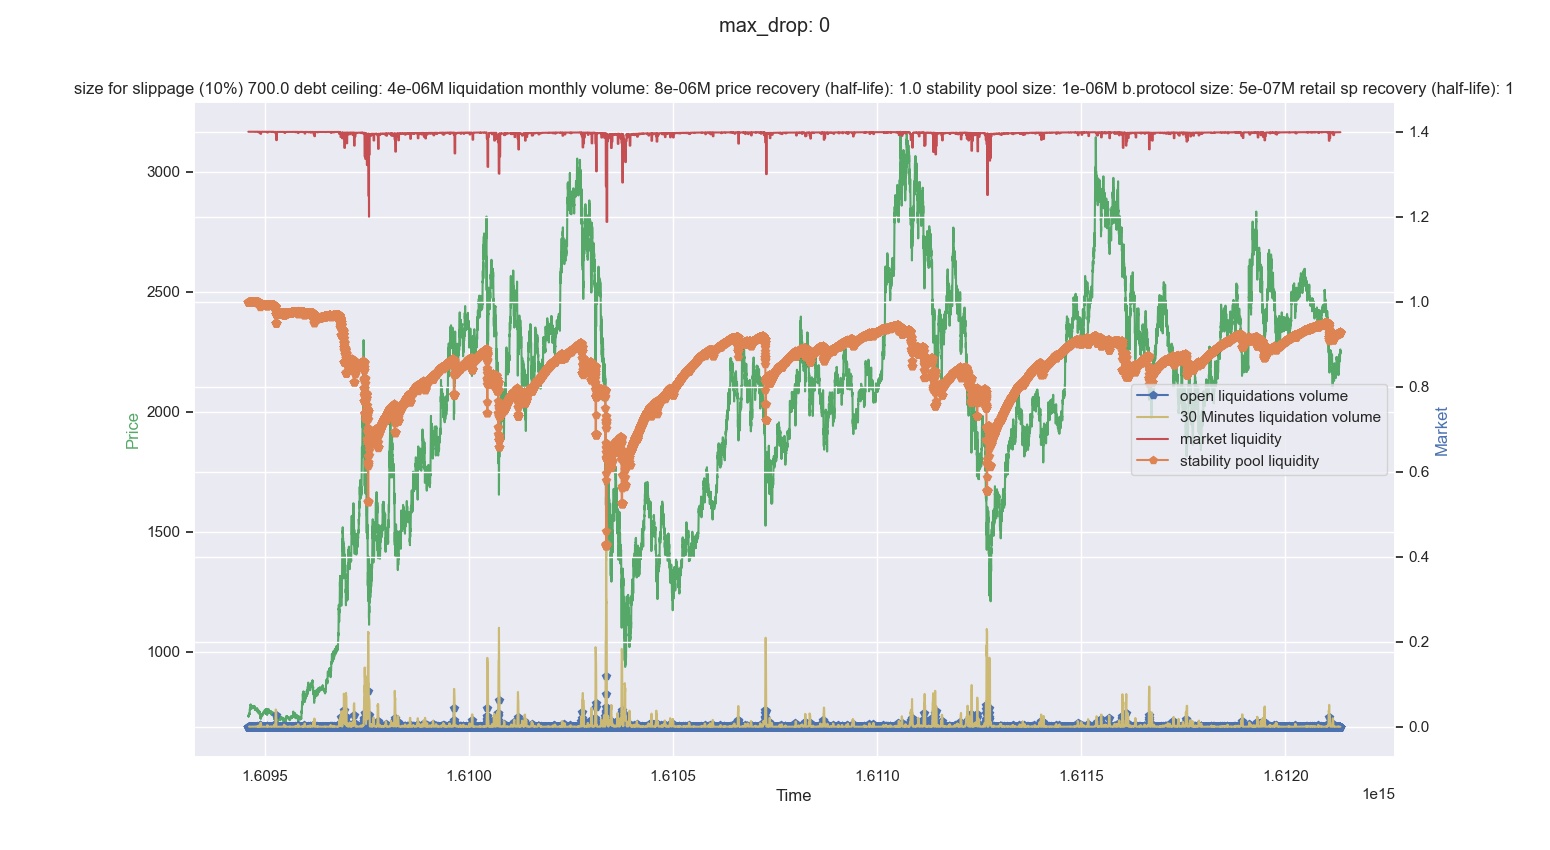 max_drop: 0
size for slippage (10%) 700.0 debt ceiling: 4e-06M liquidation monthly volume: 8e-06M price recovery (half-life): 1.0 stability pool size: 1e-06M b.protocol size: 5e-07M retail sp recovery (half-life): 1
3000
2500
2000
1500
1000
Price
1.4
1.2
1.0
0.8
0.6
0.4
0.2
0.0
Market
open liquidations volume
30 Minutes liquidation volume
market liquidity
stability pool liquidity
1.6095 1.6100 1.6105 1.6110 1.6115 1.6120
Time
1e15